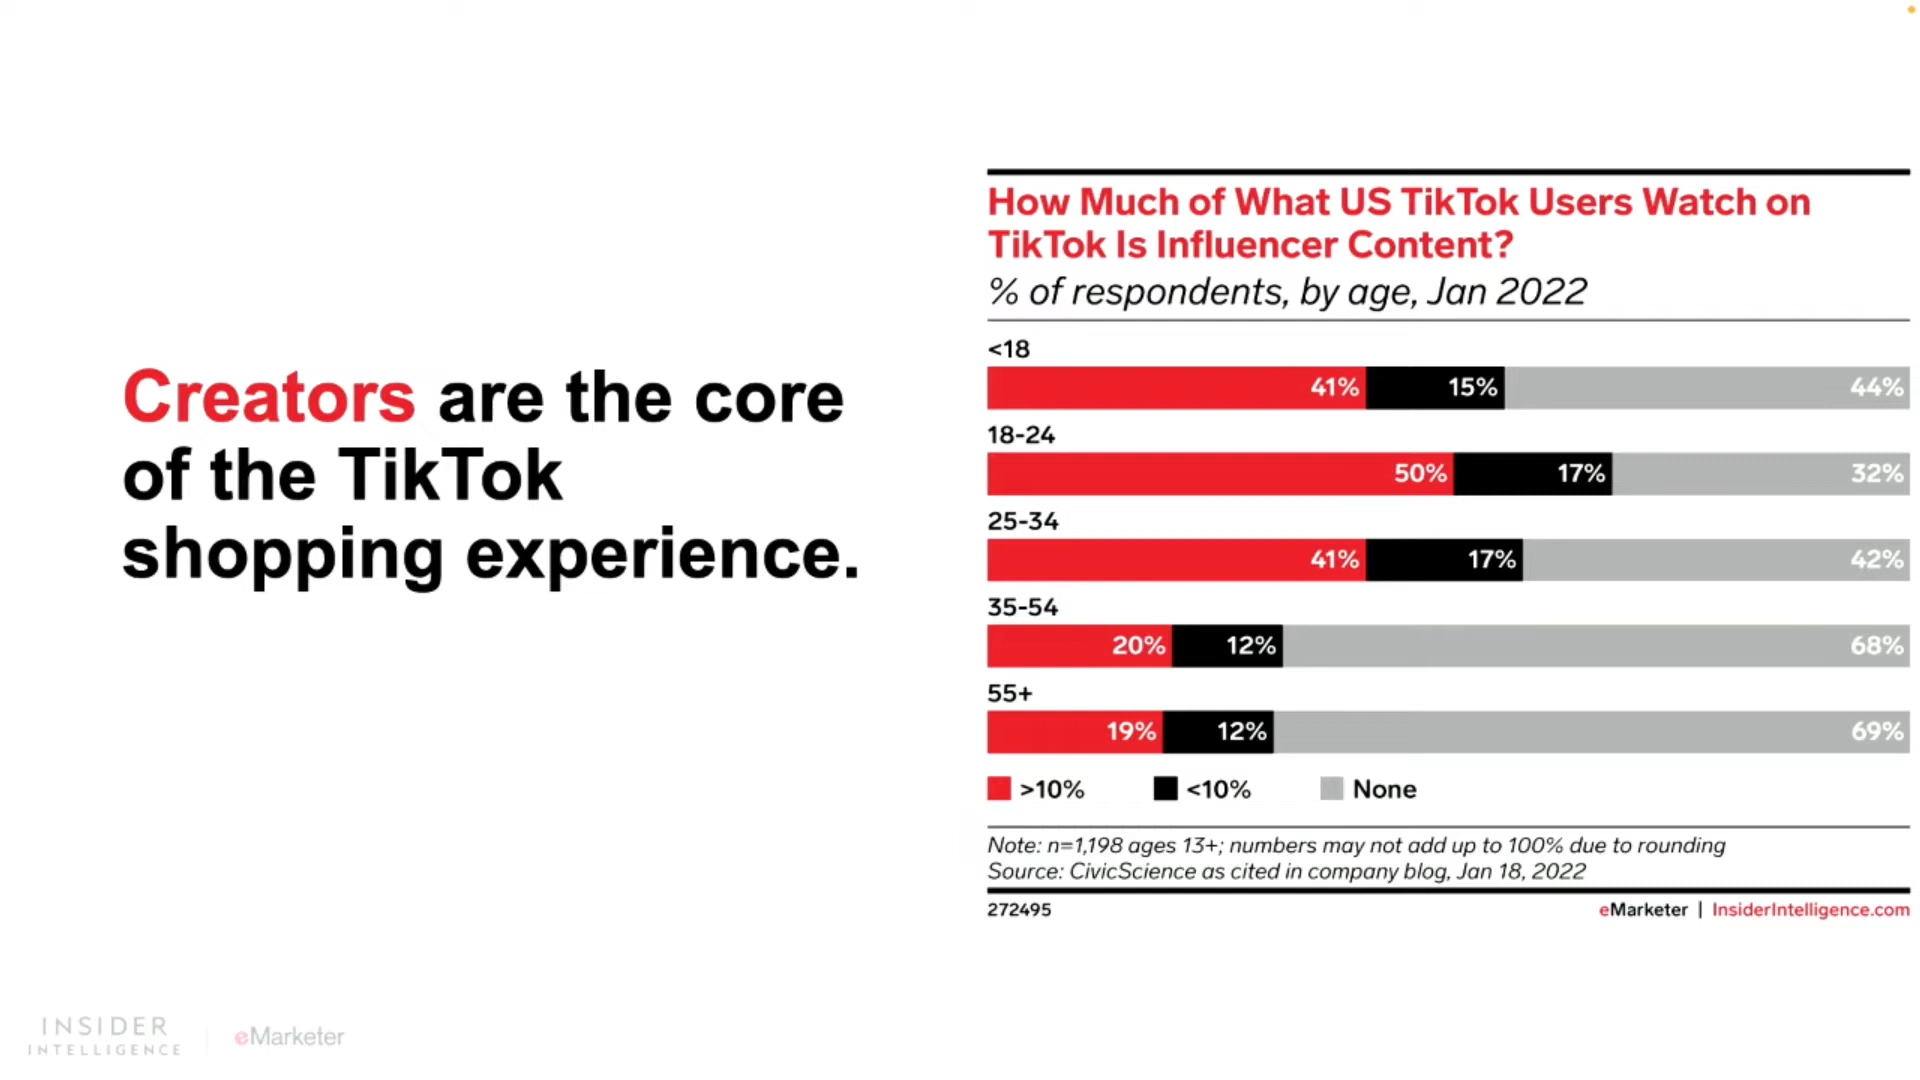 Creators are the core
of the TikTok
shopping experience.
How Much of What US TikTok Users Watch on
TikTok Is Influencer Content?
% of respondents, by age, Jan 2022
<18
41% 15% 44%
18-24
50% 17% 32%
25-34
41% 17% 42%
35-54
20% 12% 68%
55+
19% 12% 69%
>10% <10% None
Note: n=1,198 ages 13+; numbers may not add up to 100% due to rounding
Source: CivicScience as cited in company blog, Jan 18, 2022
272495 eMarketer | InsiderIntelligence.com
INSIDER
INTELLIGENCE
eMarketer